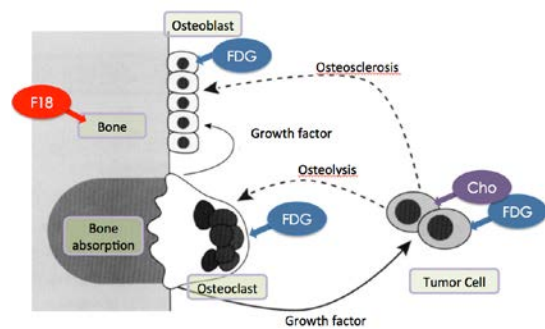 Osteoblast
FDG
Osteosclerosis
F18
Bone
Growth factor
Osteolysis
Cho
FDG
Bone
absorption
FDG
Osteoclast
Tumor Cell
Growth factor